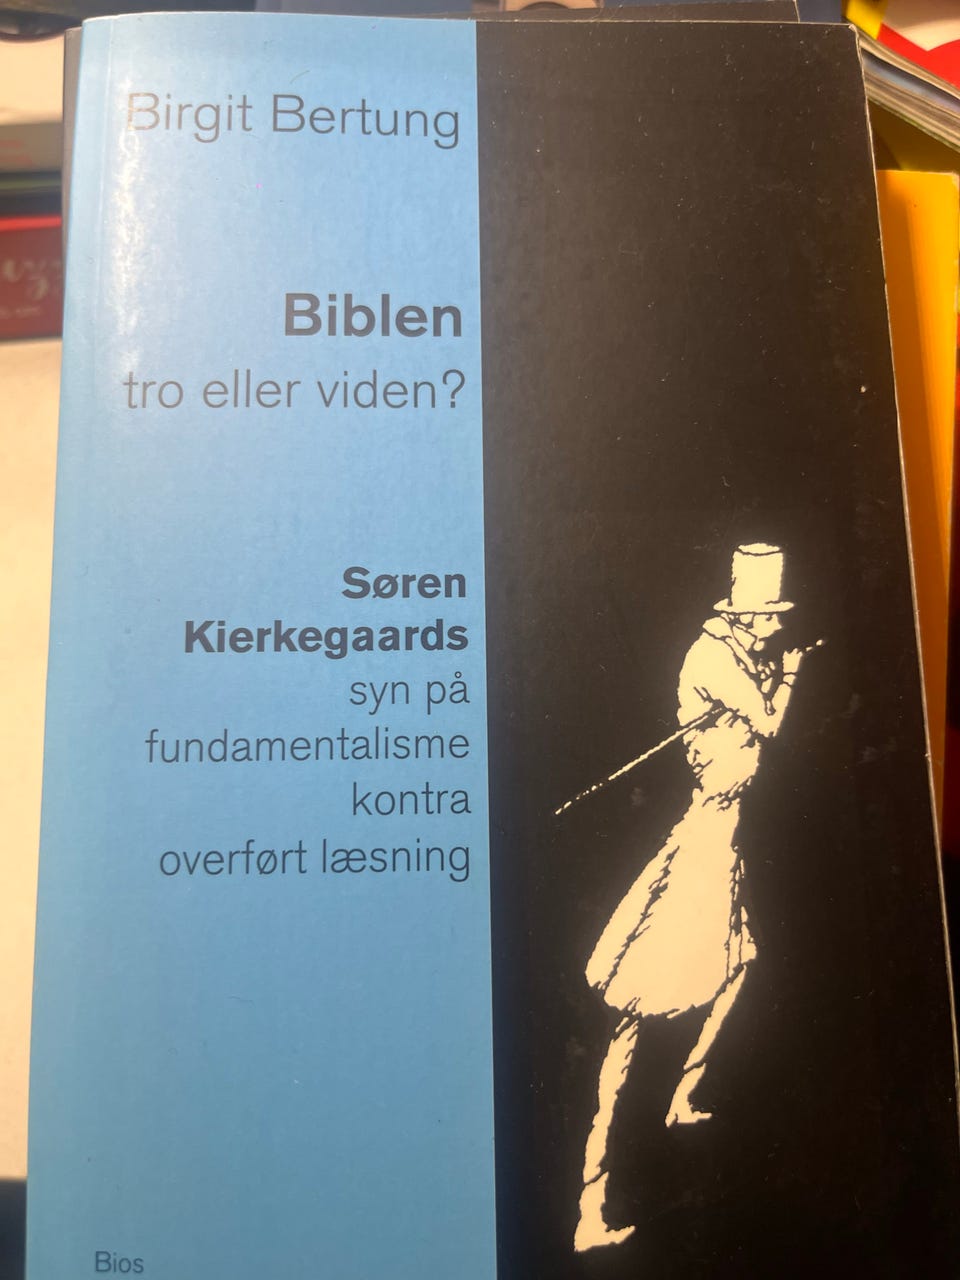 Birgit Bertung
Biblen
tro eller viden?
Søren
Kierkegaards
syn på
fundamentalisme
kontra
overført læsning
Bios